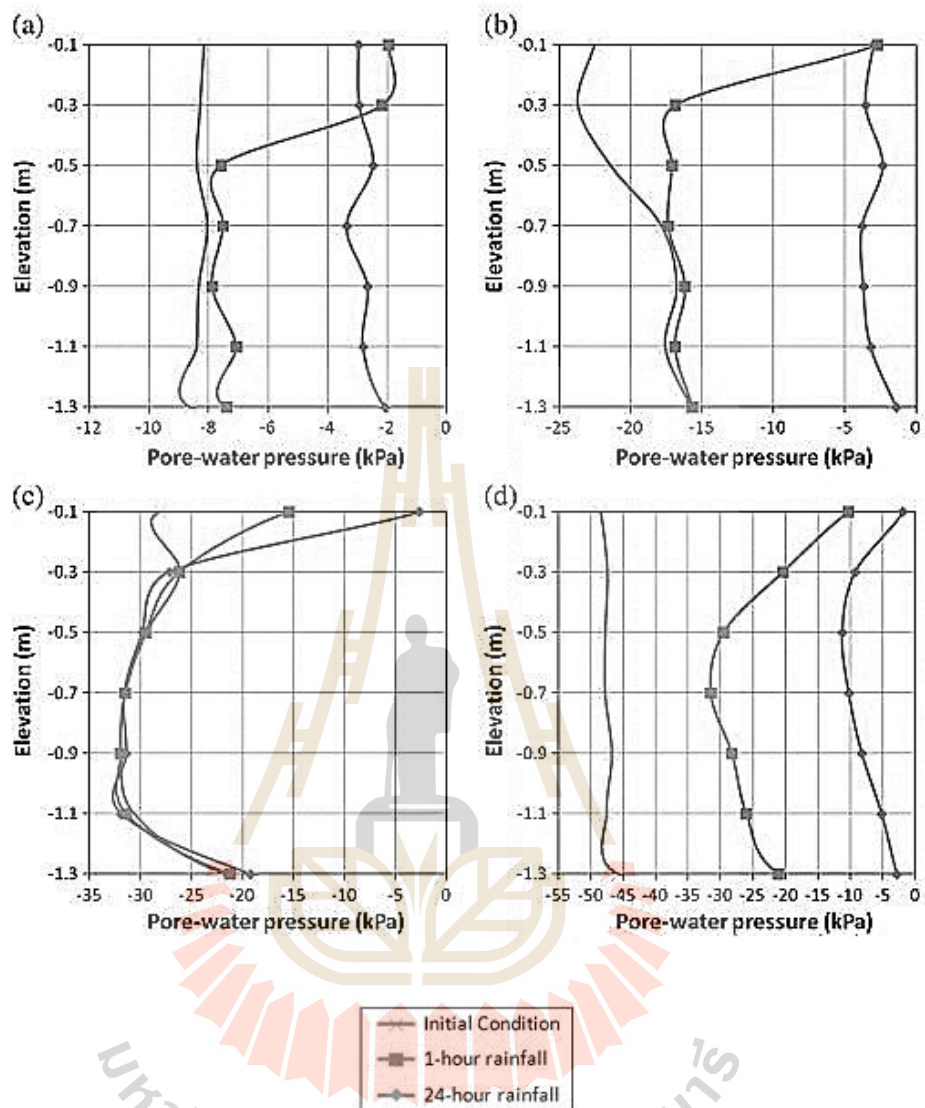 (a)
-0.1
-0.3
-0.5
-0.7
-0.9
-1.1
-1.3
Elevation (m)
-12 -10 -8 -6 -4 -2 0
Pore-water pressure (kPa)
(b)
-0.1
-0.3
-0.5
-0.7
-0.9
-1.1
-1.3
Elevation (m)
-25 -20 -15 -10 -5 0
Pore-water pressure (kPa)
(c)
-0.1
-0.3
-0.5
-0.7
-0.9
-1.1
-1.3
Elevation (m)
-35 -30 -25 -20 -15 -10 -5 0
Pore-water pressure (kPa)
(d)
-0.1
-0.3
-0.5
-0.7
-0.9
-1.1
-1.3
Elevation (m)
-55 -50 -45 -40 -35 -30 -25 -20 -15 -10 -5 0
Pore-water pressure (kPa)
Initial Condition
1-hour rainfall
24-hour rainfall